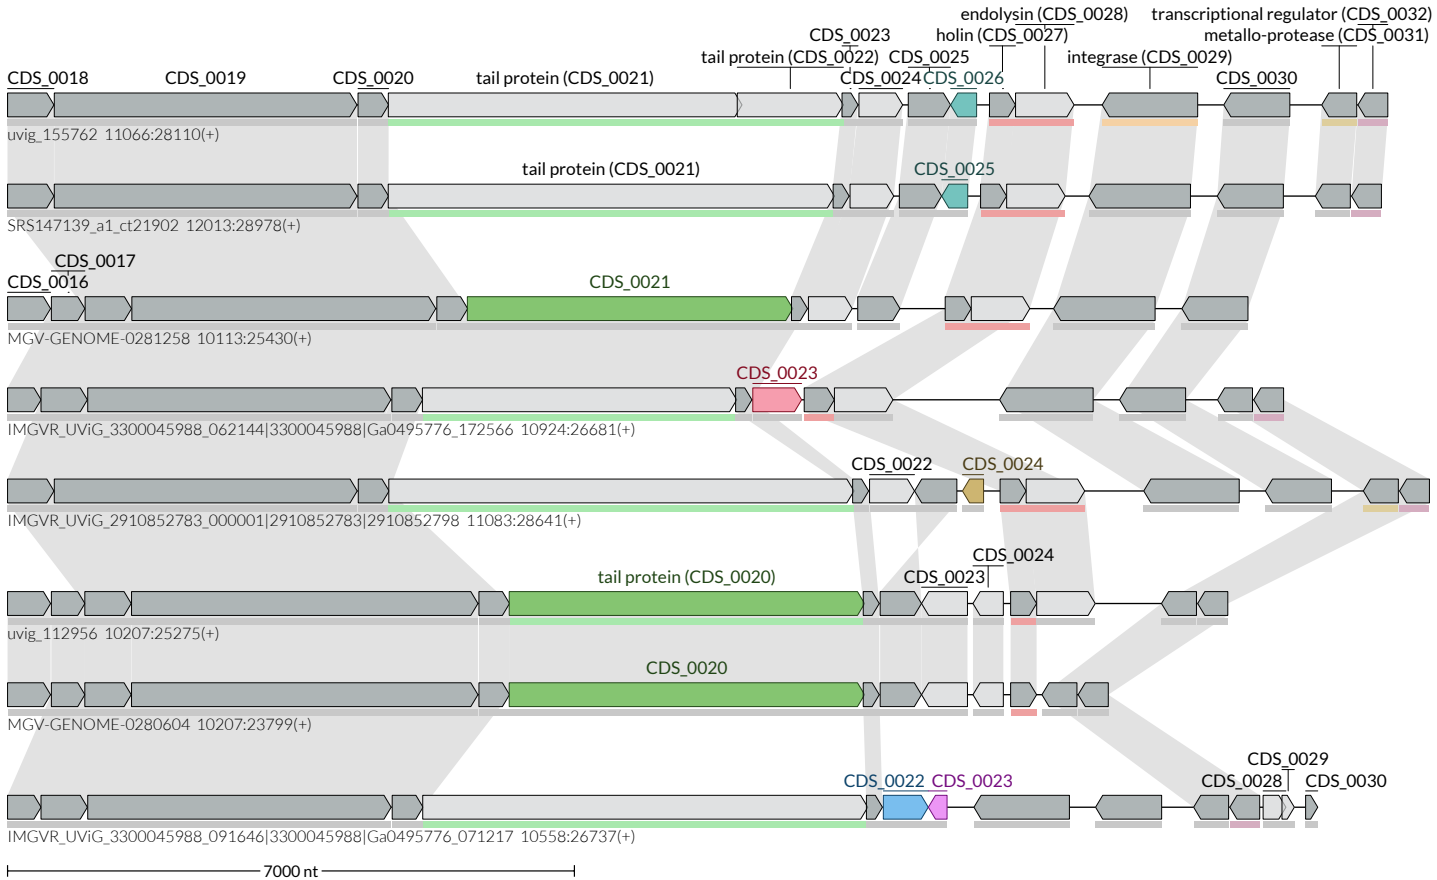 endolysin (CDS_0028) transcriptional regulator (CDS_0032)
CDS_0023 holin (CDS_0027) metallo-protease (CDS_0031)
tail protein (CDS_0022) CDS_0025 integrase (CDS_0029)
CDS_0018 CDS_0019 CDS_0020 tail protein (CDS_0021) CDS_0024 CDS_0026 CDS_0030
uvig_155762 11066:28110(+)
tail protein (CDS_0021) CDS_0025
SRS147139_a1_ct21902 12013:28978(+)
CDS_0017
CDS_0016 CDS_0021
MGV-GENOME-0281258 10113:25430(+)
CDS_0023
IMGVR_UViG_3300045988_062144|3300045988|Ga0495776_172566 10924:26681(+)
CDS_0022 CDS_0024
IMGVR_UViG_2910852783_000001|2910852783|2910852798 11083:28641(+)
CDS_0024
tail protein (CDS_0020) CDS_0023
uvig_112956 10207:25275(+)
CDS_0020
MGV-GENOME-0280604 10207:23799(+)
CDS_0029
CDS_0022 CDS_0023 CDS_0028 CDS_0030
IMGVR_UViG_3300045988_091646|3300045988|Ga0495776_071217 10558:26737(+)
7000 nt